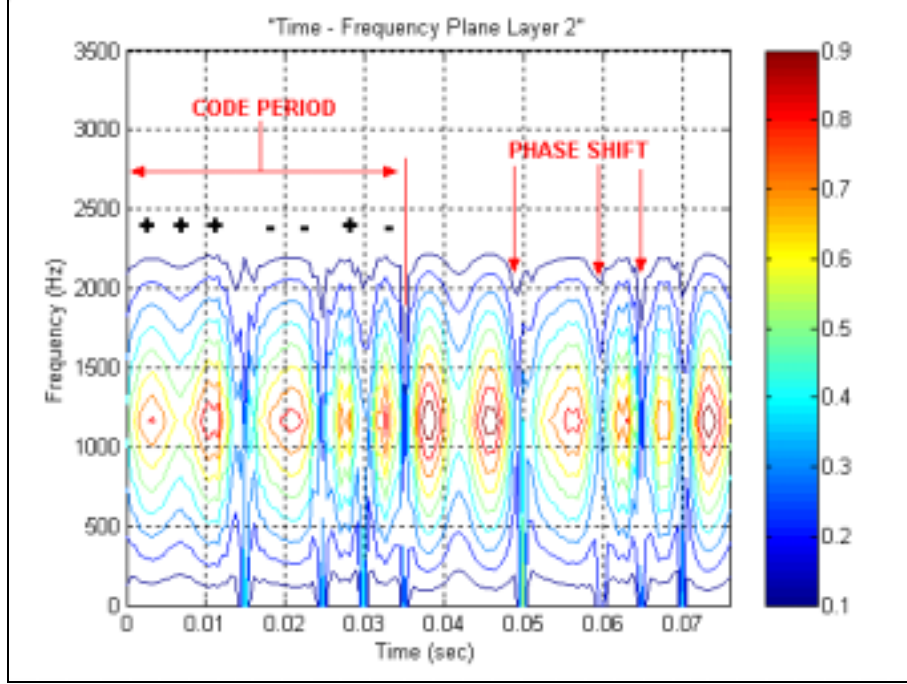 "Time - Frequency Plane Layer 2"
3500
3000
2500
2000
1500
1000
500
0
Frequency (Hz)
CODE PERIOD
PHASE SHIFT
+ + + - - + -
0 0.01 0.02 0.03 0.04 0.05 0.06 0.07
Time (sec)
0.9
0.8
0.7
0.6
0.5
0.4
0.3
0.2
0.1